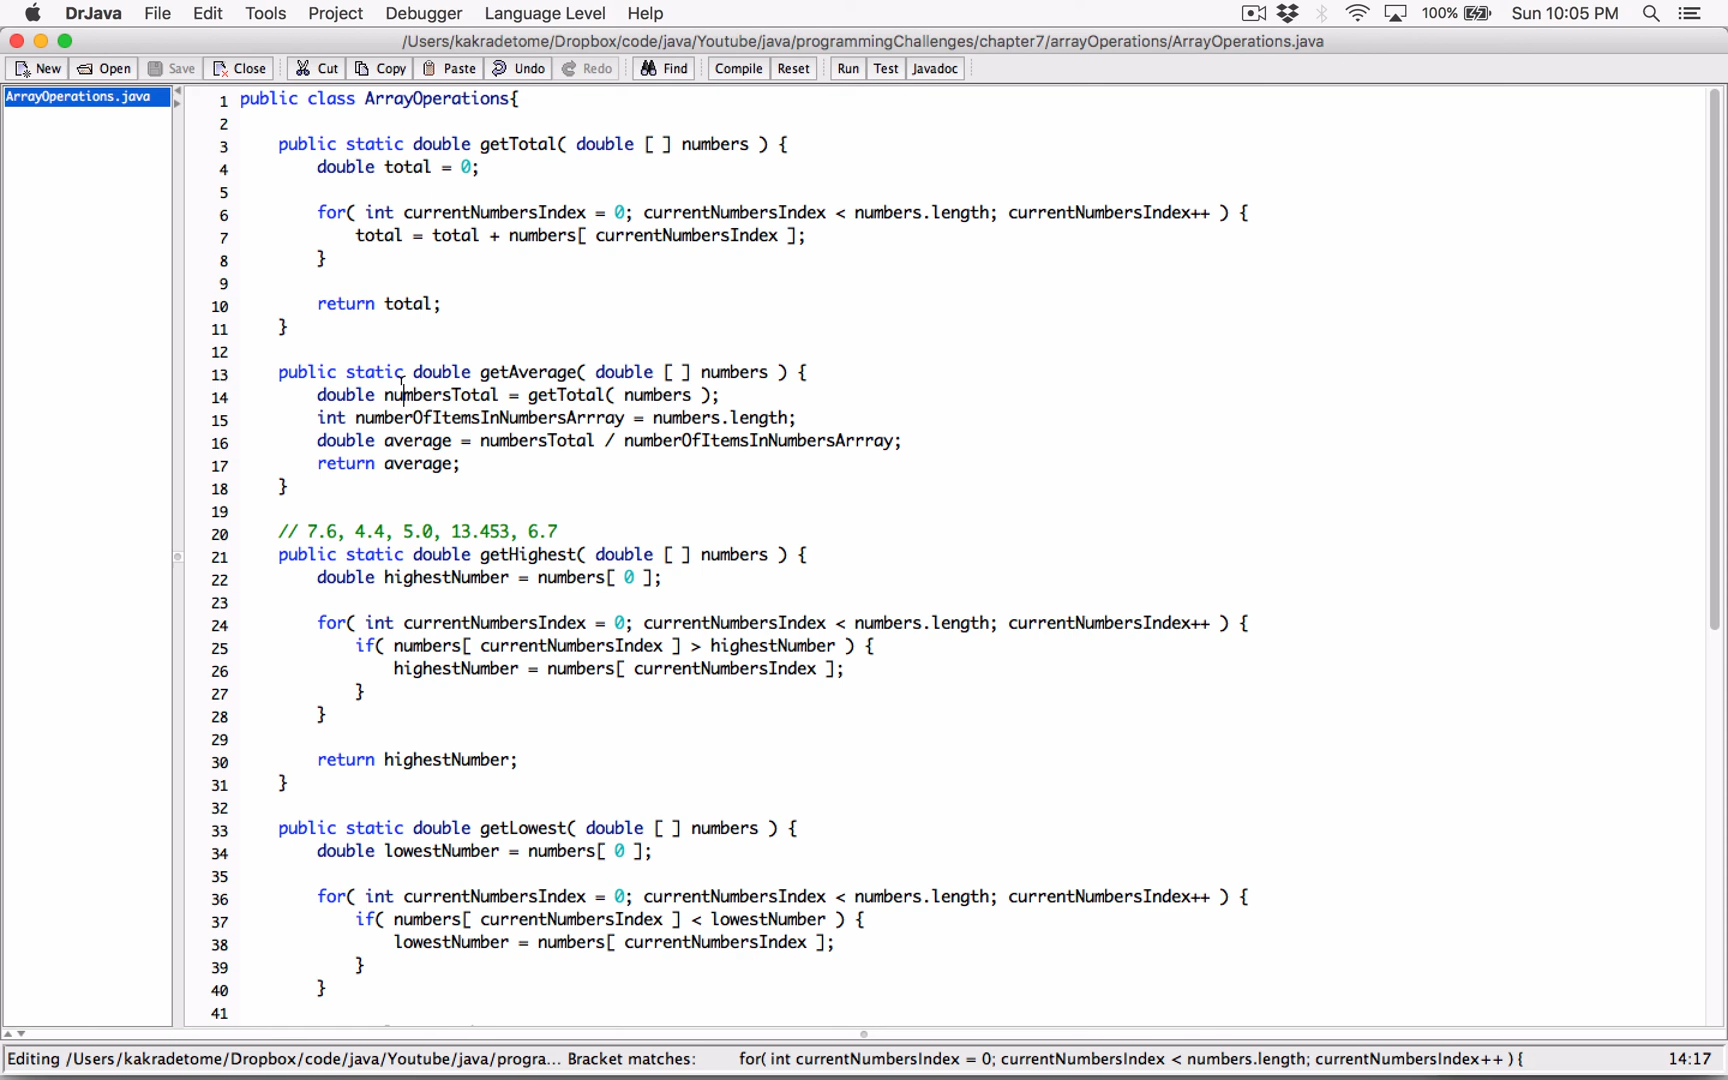 DrJava File Edit Tools Project Debugger Language Level Help 100% Sun 10:05 PM
/Users/kakradetome/Dropbox/code/java/Youtube/java/programmingChallenges/chapter7/arrayOperations/ArrayOperations.java
New Open Save Close Cut Copy Paste Undo Redo Find Compile Reset Run Test Javadoc
ArrayOperations.java
1 public class ArrayOperations{
2
3 public static double getTotal( double [ ] numbers ) {
4 double total = 0;
5
6 for( int currentNumbersIndex = 0; currentNumbersIndex < numbers.length; currentNumbersIndex++ ) {
7 total = total + numbers[ currentNumbersIndex ];
8 }
9
10 return total;
11 }
12
13 public static double getAverage( double [ ] numbers ) {
14 double numbersTotal = getTotal( numbers );
15 int numberOfItemsInNumbersArrray = numbers.length;
16 double average = numbersTotal / numberOfItemsInNumbersArrray;
17 return average;
18 }
19
20 // 7.6, 4.4, 5.0, 13.453, 6.7
21 public static double getHighest( double [ ] numbers ) {
22 double highestNumber = numbers[ 0 ];
23
24 for( int currentNumbersIndex = 0; currentNumbersIndex < numbers.length; currentNumbersIndex++ ) {
25 if( numbers[ currentNumbersIndex ] > highestNumber ) {
26 highestNumber = numbers[ currentNumbersIndex ];
27 }
28 }
29
30 return highestNumber;
31 }
32
33 public static double getLowest( double [ ] numbers ) {
34 double lowestNumber = numbers[ 0 ];
35
36 for( int currentNumbersIndex = 0; currentNumbersIndex < numbers.length; currentNumbersIndex++ ) {
37 if( numbers[ currentNumbersIndex ] < lowestNumber ) {
38 lowestNumber = numbers[ currentNumbersIndex ];
39 }
40 }
41
Editing /Users/kakradetome/Dropbox/code/java/Youtube/java/progra... Bracket matches: for( int currentNumbersIndex = 0; currentNumbersIndex < numbers.length; currentNumbersIndex++ ) { 14:17